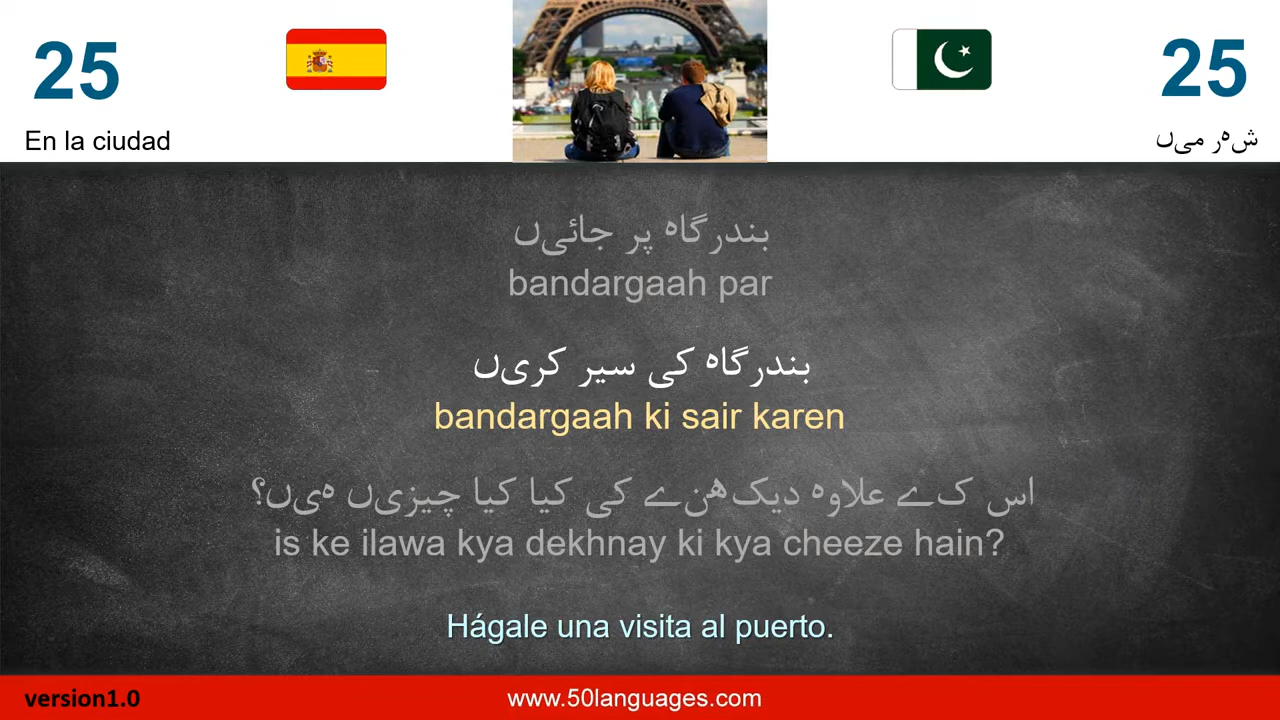 25
25
En la ciudad
شہر میں
بندرگاہ پر جائیں
bandargaah par
بندرگاہ کی سیر کریں
bandargaah ki sair karen
اس کے علاوہ دیکھنے کی کیا کیا چیزیں ہیں؟
is ke ilawa kya dekhnay ki kya cheeze hain?
Hágale una visita al puerto.
version1.0
www.50languages.com